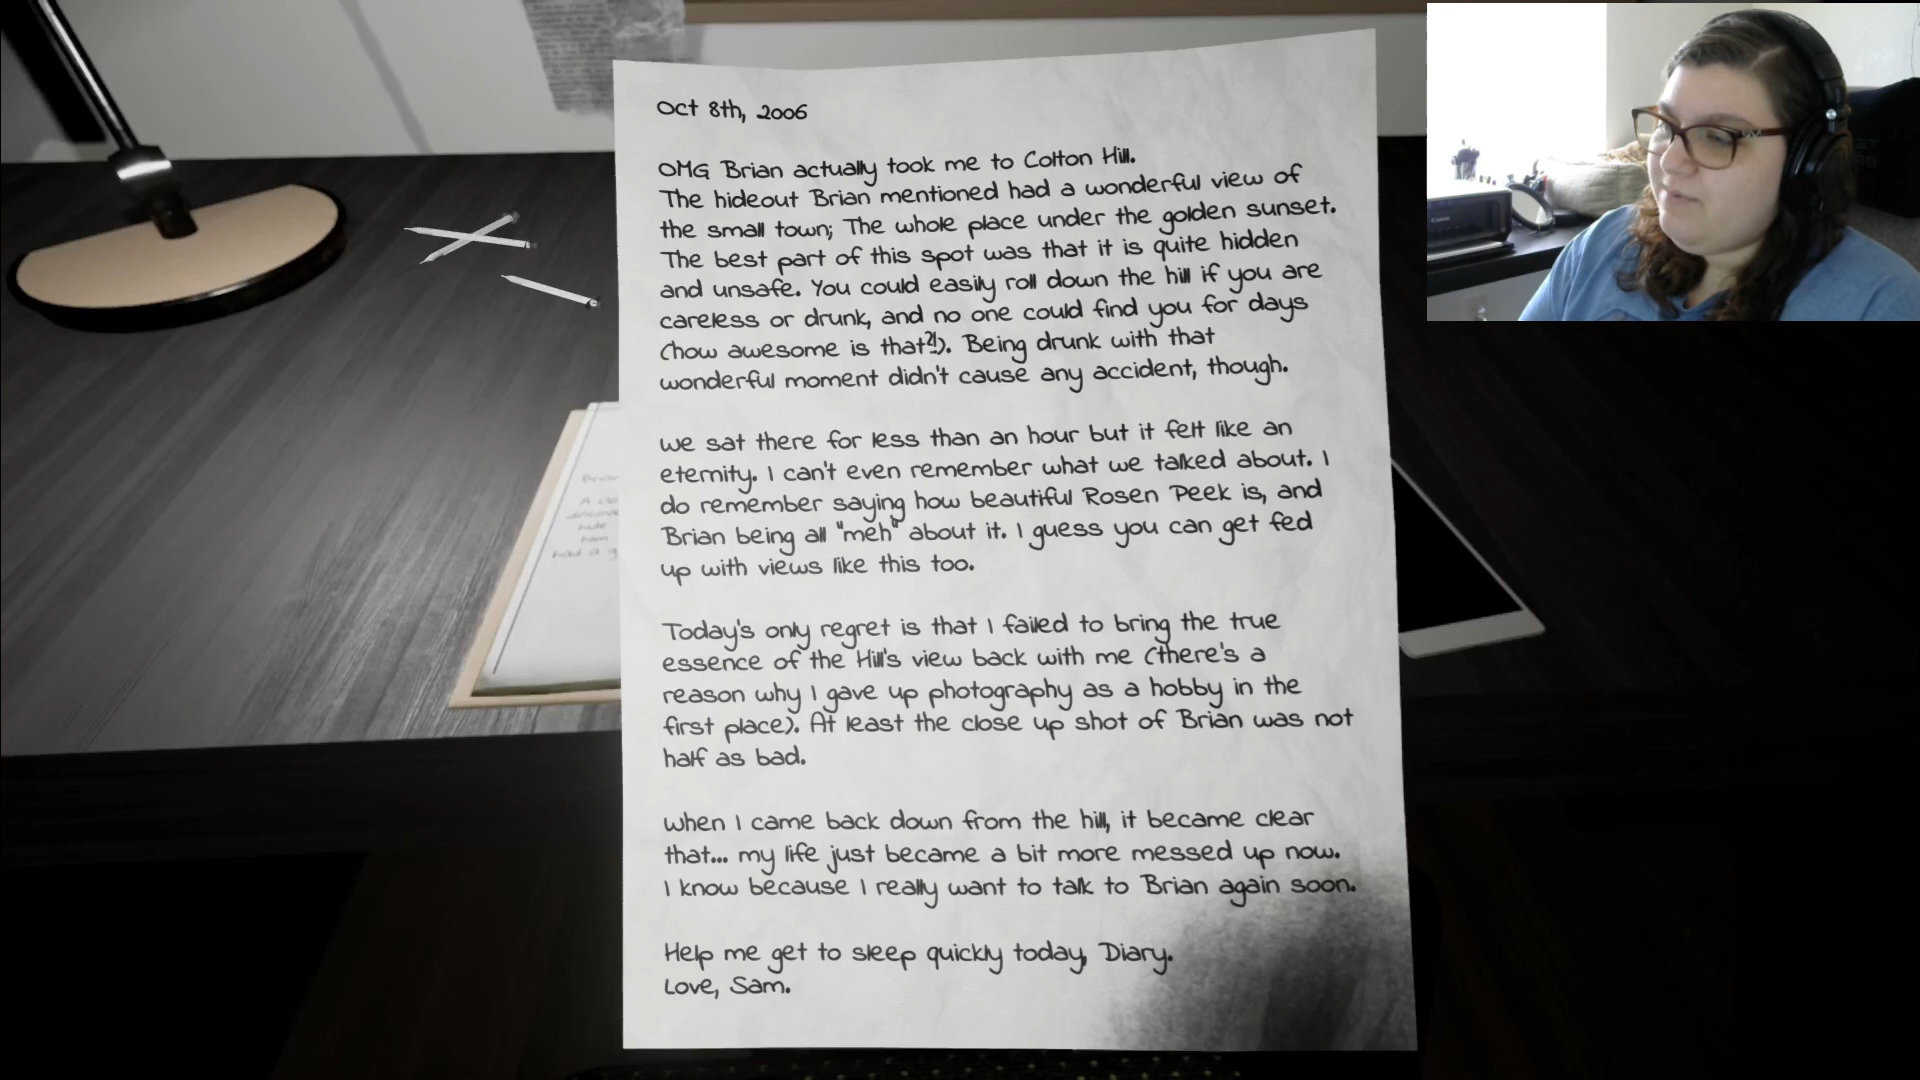 Oct 8th, 2006
OMG Brian actually took me to Colton Hill.
The hideout Brian mentioned had a wonderful view of
the small town; The whole place under the golden sunset.
The best part of this spot was that it is quite hidden
and unsafe. You could easily roll down the hill if you are
careless or drunk, and no one could find you for days
(how awesome is that?!). Being drunk with that
wonderful moment didn't cause any accident, though.
we sat there for less than an hour but it felt like an
eternity. I can't even remember what we talked about. I
do remember saying how beautiful Rosen Peek is, and
Brian being all "meh" about it. I guess you can get fed
up with views like this too.
Today's only regret is that I failed to bring the true
essence of the Hill's view back with me (there's a
reason why I gave up photography as a hobby in the
first place). At least the close up shot of Brian was not
half as bad.
when I came back down from the hill, it became clear
that... my life just became a bit more messed up now.
I know because I really want to talk to Brian again soon.
Help me get to sleep quickly today, Diary.
Love, Sam.
Canon